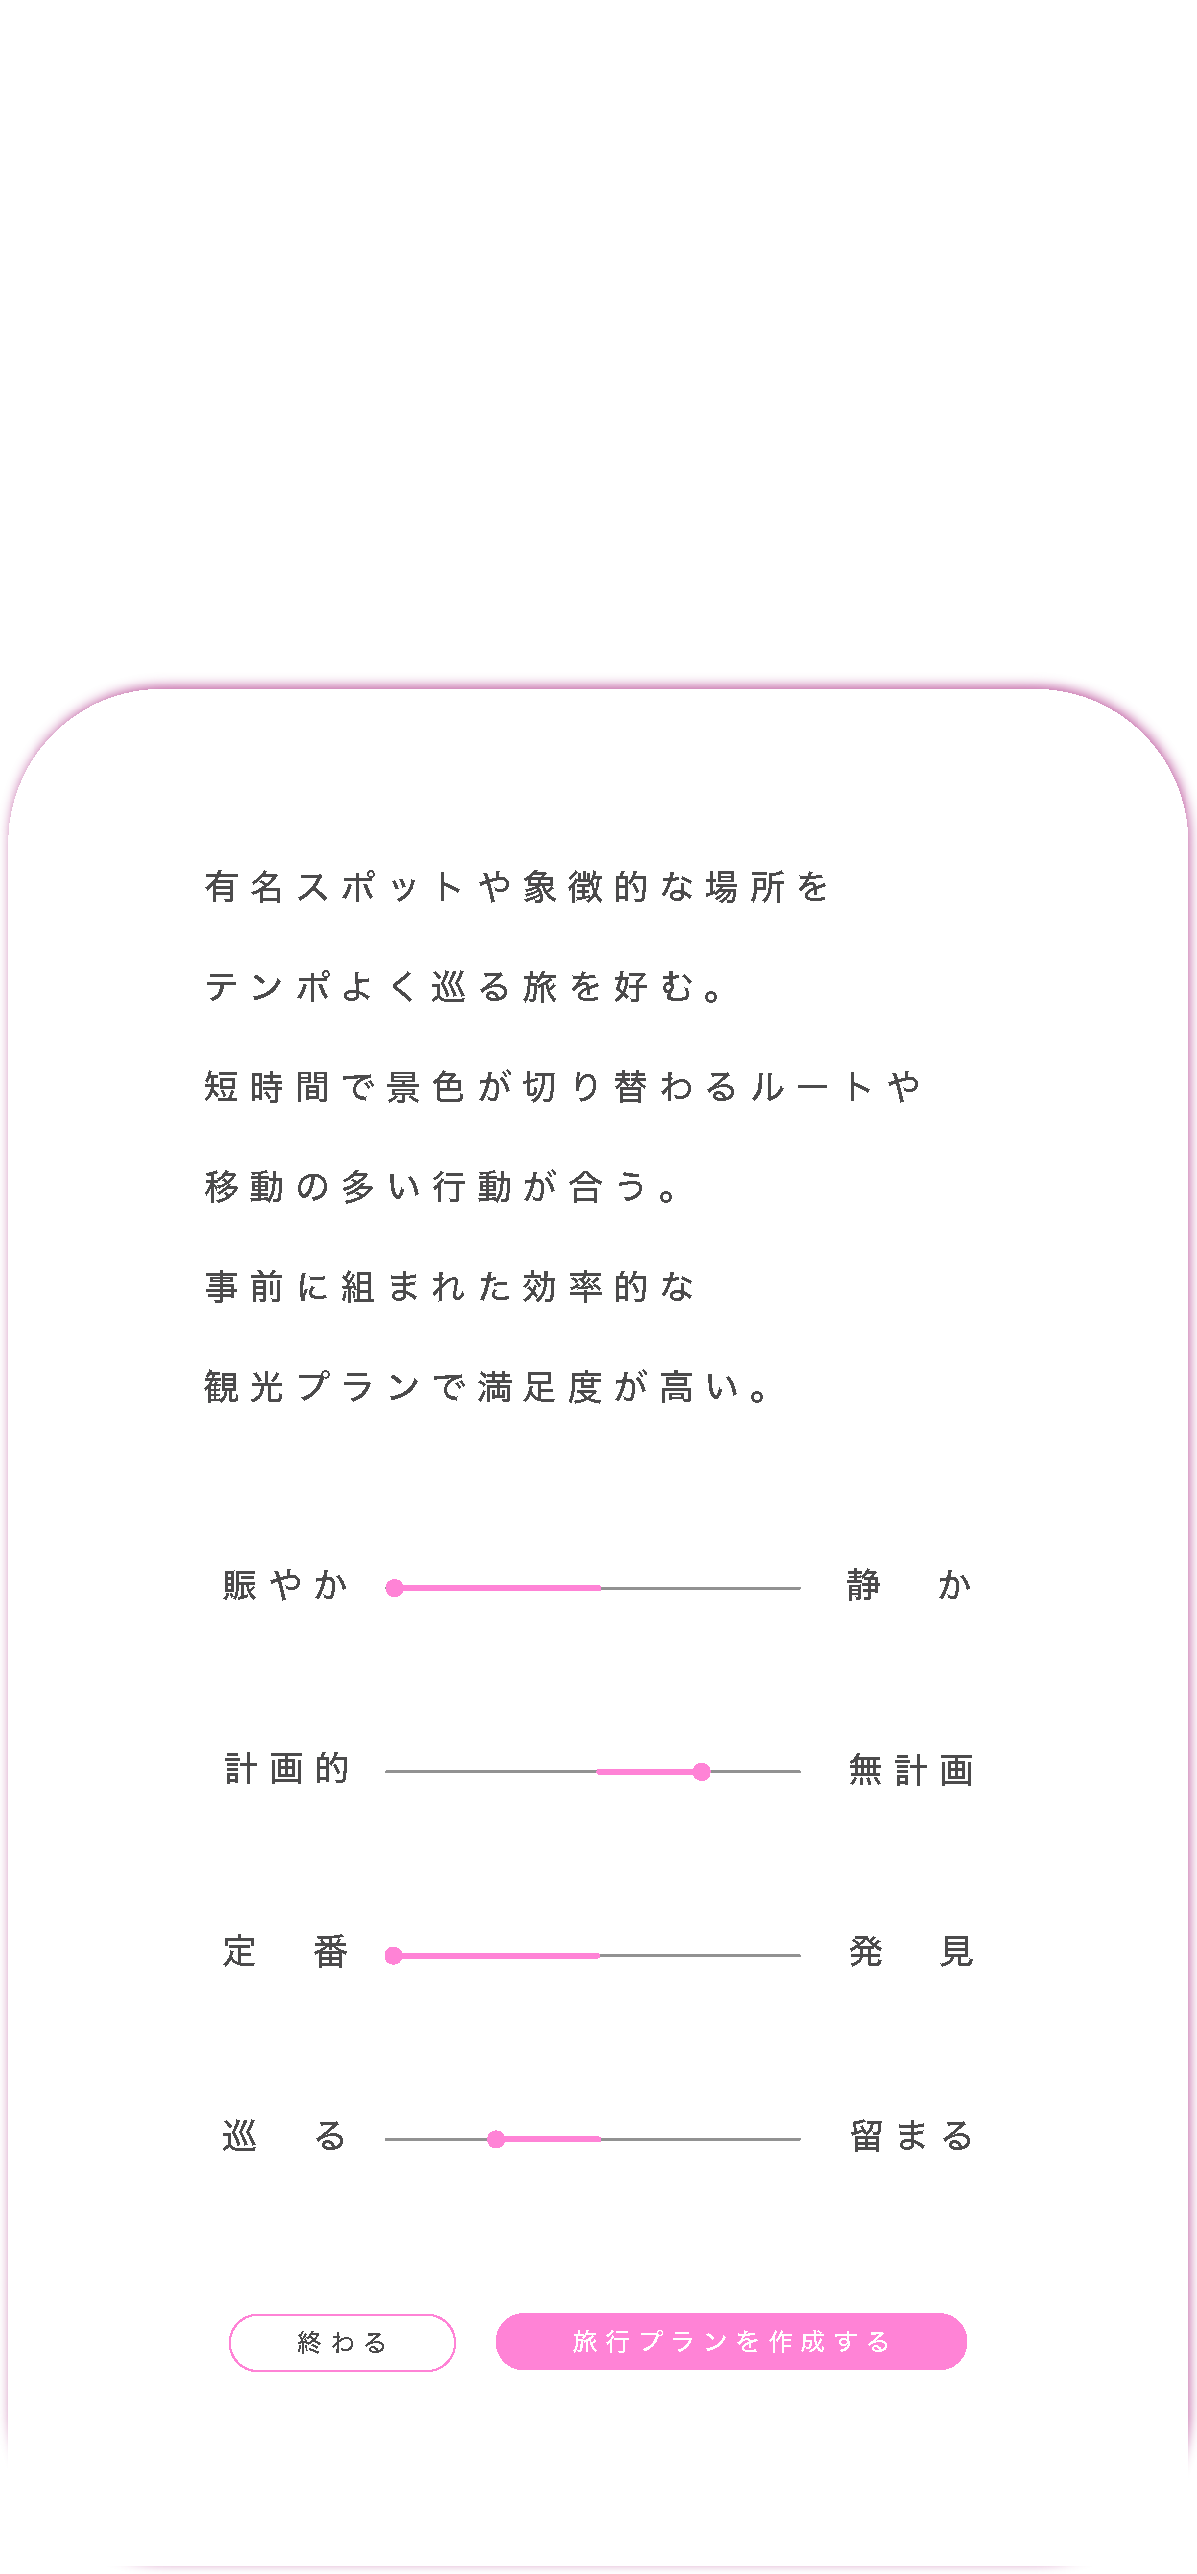 有名スポットや象徴的な場所を
テンポよく巡る旅を好む。
短時間で景色が切り替わるルートや
移動の多い行動が合う。
事前に組まれた効率的な
観光プランで満足度が高い。
賑やか 静か
計画的 無計画
定番 発見
巡る 留まる
終わる 旅行プランを作成する